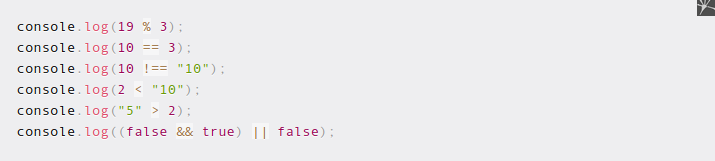 console.log(19 % 3);
console.log(10 == 3);
console.log(10 !== "10");
console.log(2 < "10");
console.log("5" > 2);
console.log((false && true) || false);